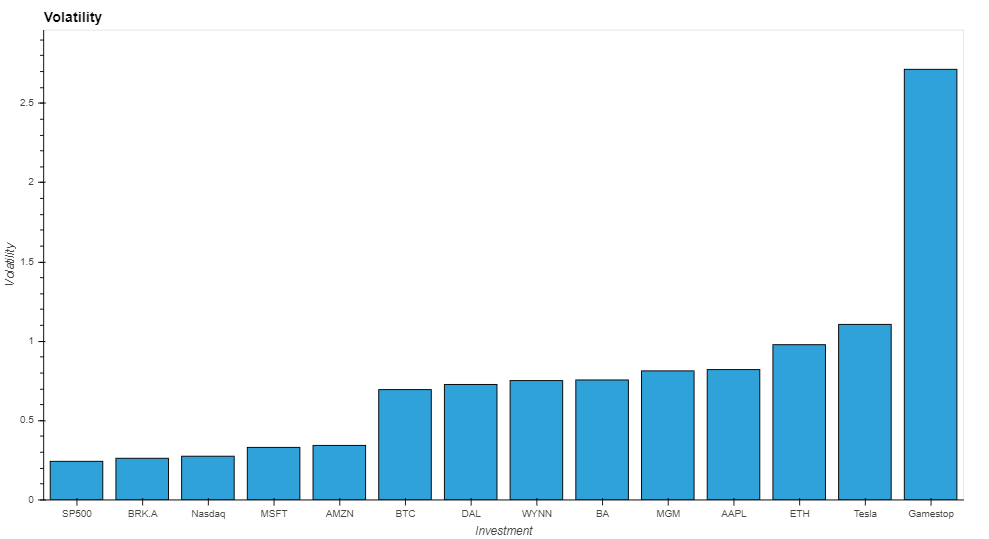 Volatility
2.5
2
1.5
1
0.5
0
Volatility
SP500 BRK.A Nasdaq MSFT AMZN BTC DAL WYNN BA MGM AAPL ETH Tesla Gamestop
Investment